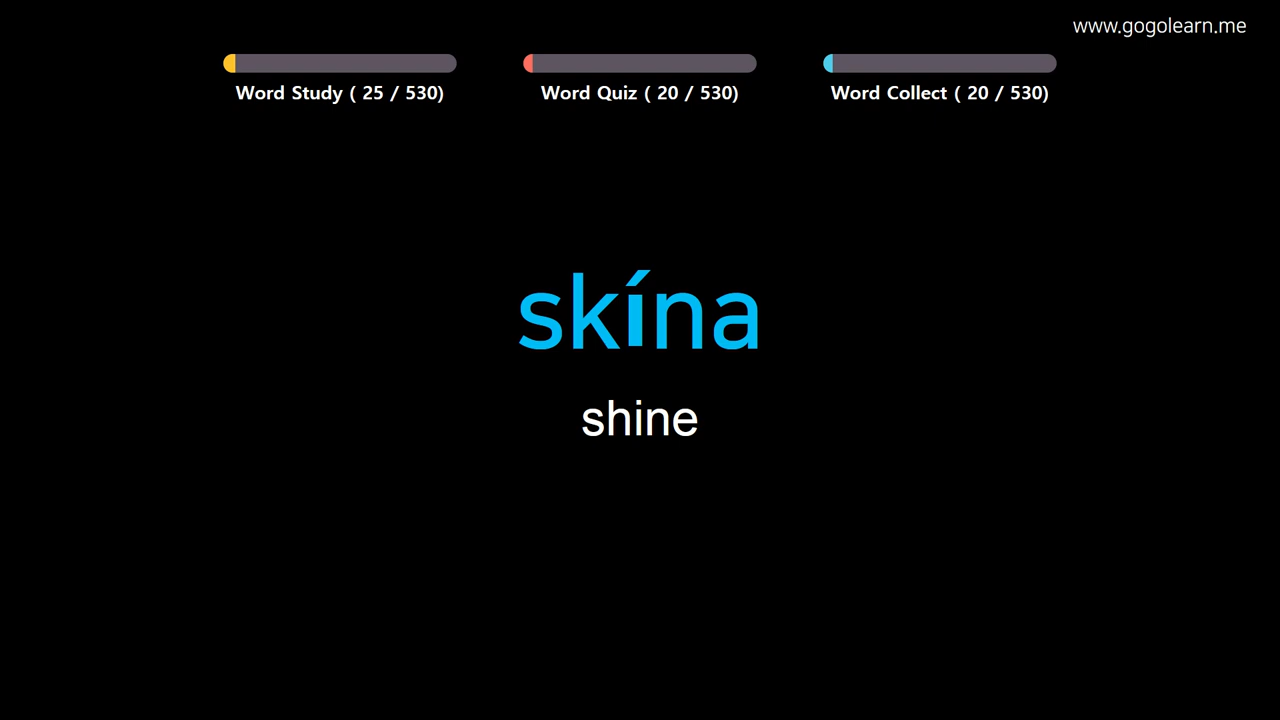 www.gogolearn.me
Word Study ( 25 / 530)
Word Quiz ( 20 / 530)
Word Collect ( 20 / 530)
skína
shine